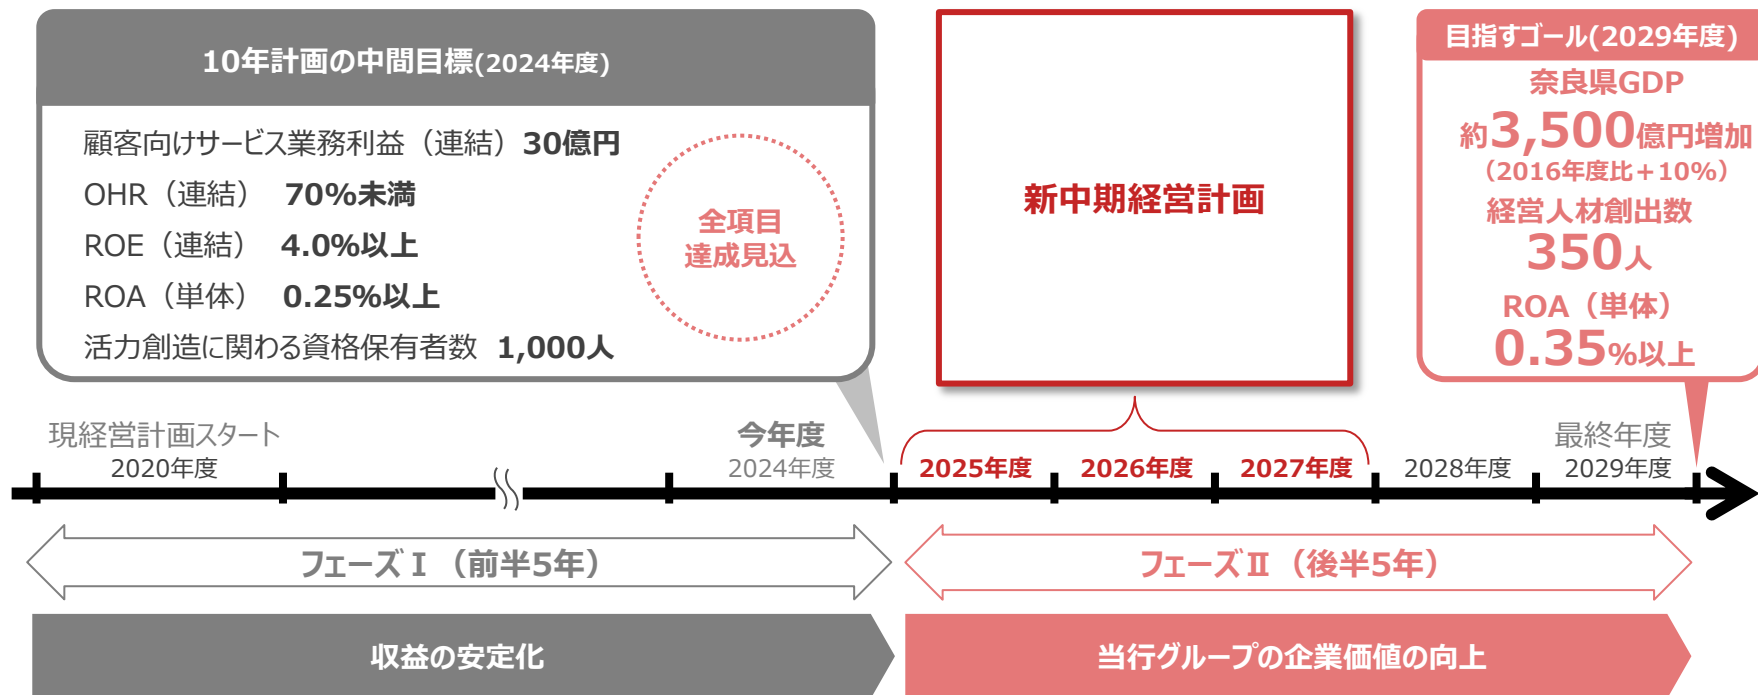 10年計画の中間目標(2024年度)
顧客向けサービス業務利益（連結）30億円
OHR（連結） 70%未満
ROE（連結） 4.0%以上
ROA（単体） 0.25%以上
活力創造に関わる資格保有者数 1,000人
全項目
達成見込
新中期経営計画
目指すゴール(2029年度)
奈良県GDP
約3,500億円増加
（2016年度比＋10%）
経営人材創出数
350人
ROA（単体）
0.35%以上
現経営計画スタート
2020年度
今年度
2024年度
2025年度
2026年度
2027年度
2028年度
最終年度
2029年度
フェーズⅠ（前半5年）
フェーズⅡ（後半5年）
収益の安定化
当行グループの企業価値の向上